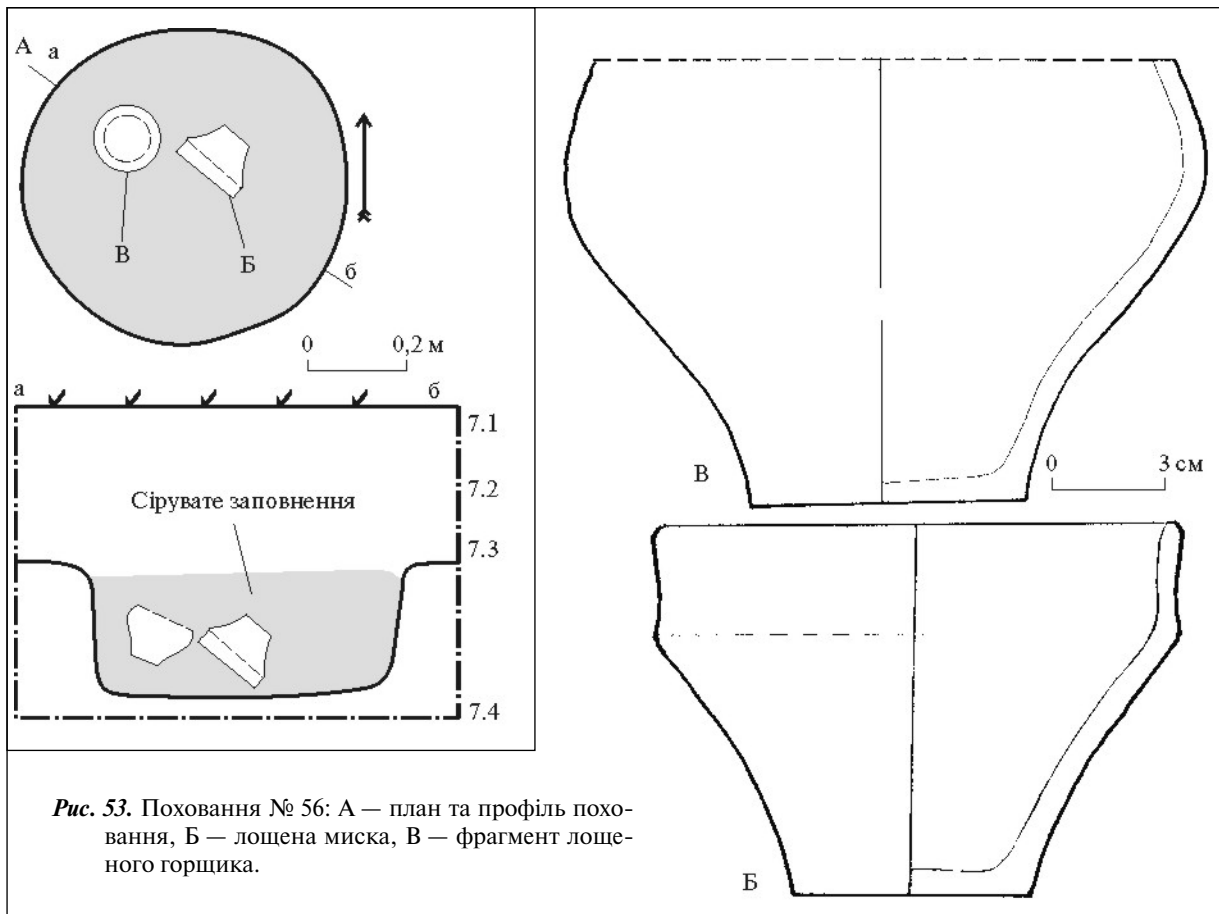 А а
В
Б
б
0 0,2 м
а б
7.1
7.2
Сірувате заповнення
7.3
7.4
В
0 3 см
Б
Рис. 53. Поховання № 56: А — план та профіль похо-
вання, Б — лощена миска, В — фрагмент лоще-
ного горщика.